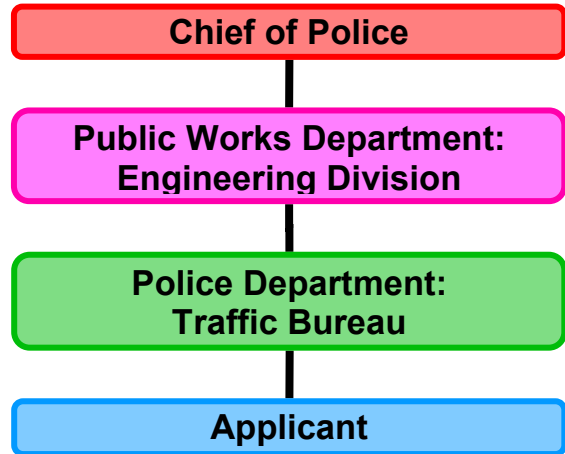 Chief of Police
Public Works Department:
Engineering Division
Police Department:
Traffic Bureau
Applicant